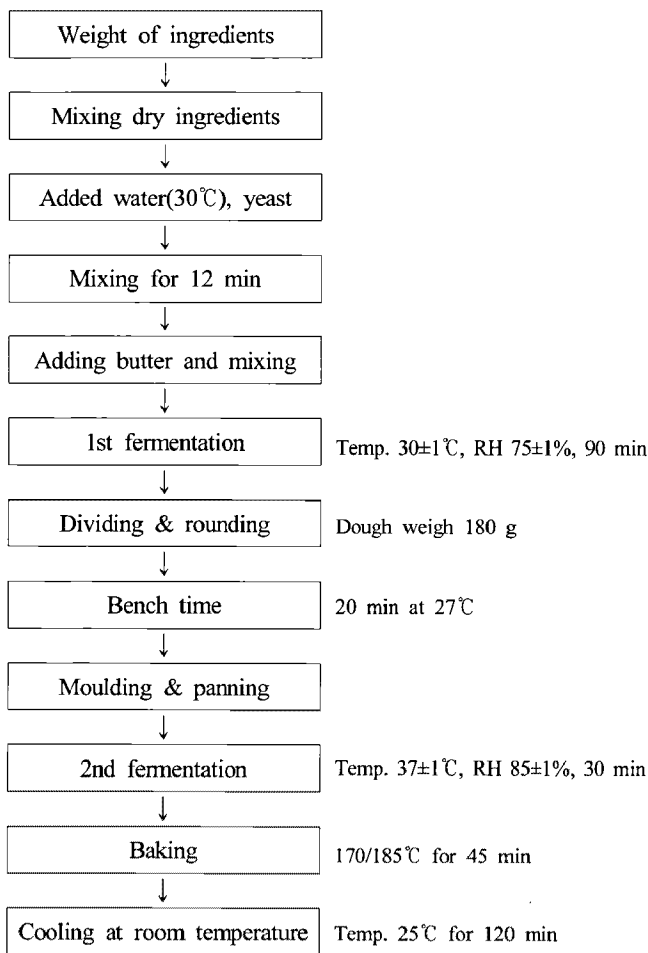 Weight of ingredients
↓
Mixing dry ingredients
↓
Added water(30℃), yeast
↓
Mixing for 12 min
↓
Adding butter and mixing
↓
1st fermentation Temp. 30±1℃, RH 75±1%, 90 min
↓
Dividing & rounding Dough weigh 180 g
↓
Bench time 20 min at 27℃
↓
Moulding & panning
↓
2nd fermentation Temp. 37±1℃, RH 85±1%, 30 min
↓
Baking 170/185℃ for 45 min
↓
Cooling at room temperature Temp. 25℃ for 120 min